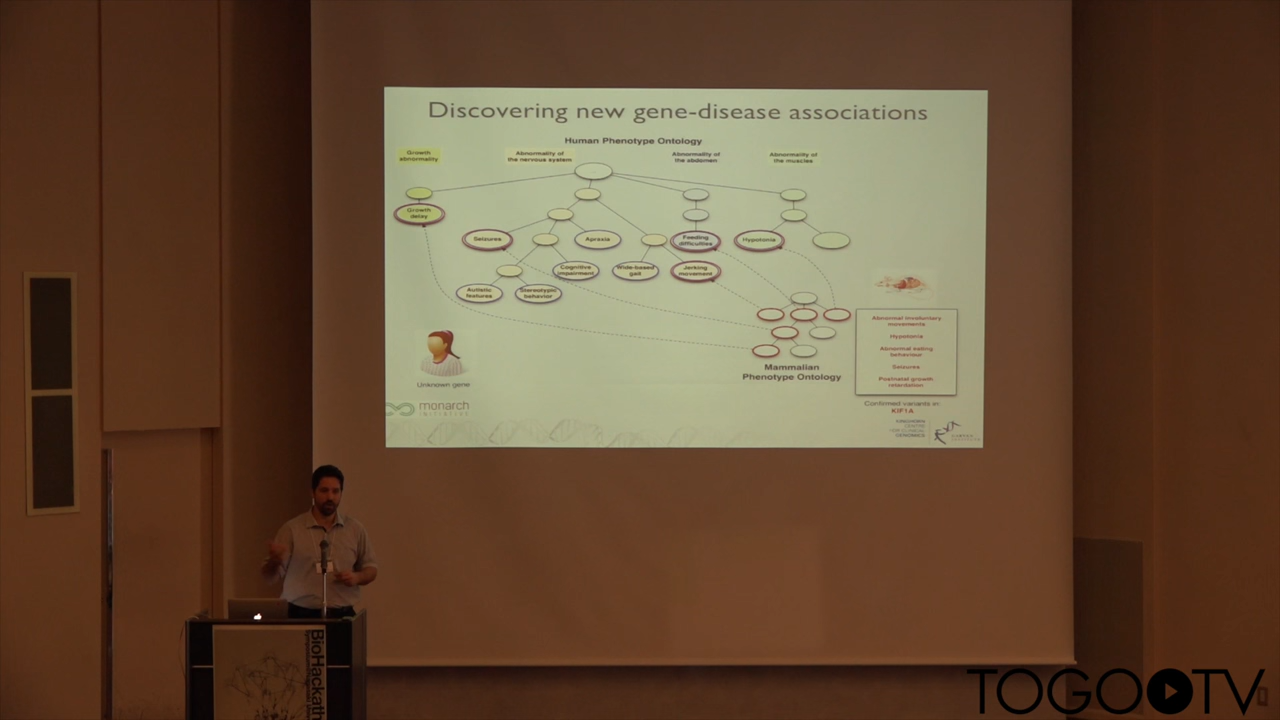 Discovering new gene-disease associations
Human Phenotype Ontology
Growth
abnormality
Abnormality of
the nervous system
Abnormality of
the abdomen
Abnormality of
the muscles
Growth
delay
Seizures
Apraxia
Feeding
difficulties
Hypotonia
Cognitive
impairment
Wide-based
gait
Jerking
movement
Autistic
features
Stereotypic
behavior
Abnormal involuntary
movements
Hypotonia
Abnormal eating
behaviour
Seizures
Postnatal growth
retardation
Mammalian
Phenotype Ontology
Unknown gene
Confirmed variants in
KIF1A
monarch
INITIATIVE
GENOMICS
BioHackath
TOGO TV